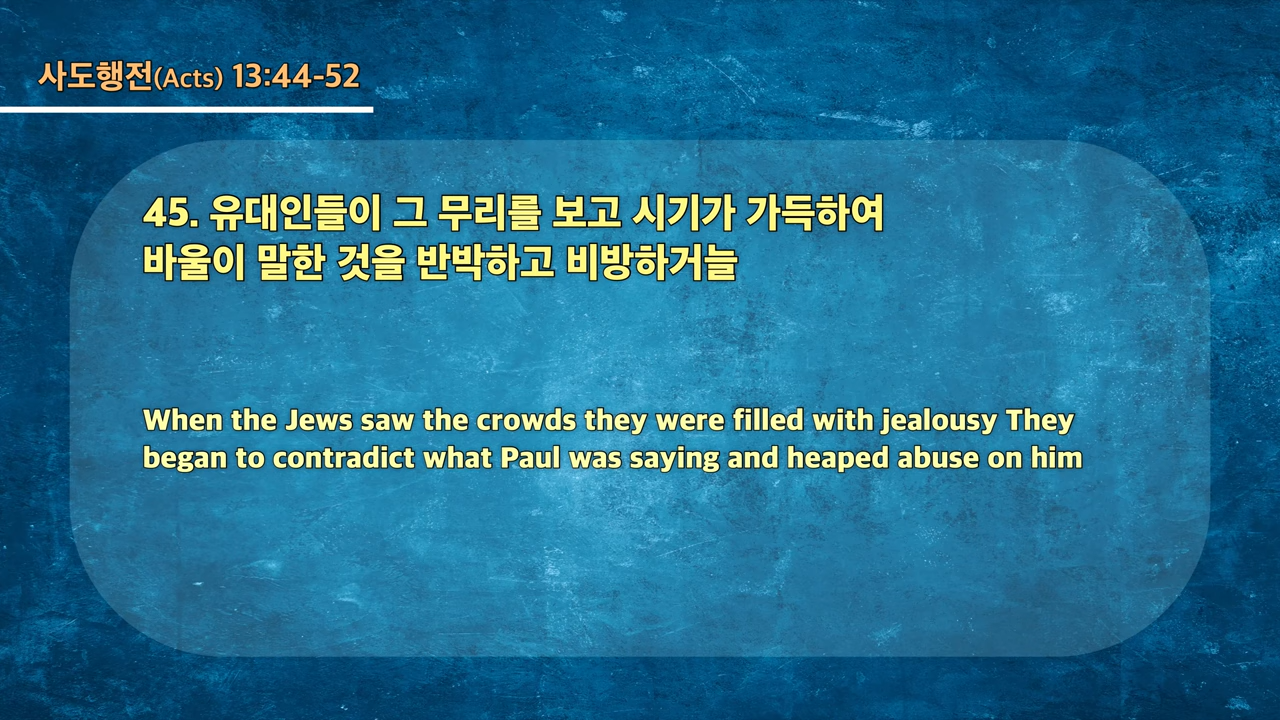 사도행전(Acts) 13:44-52
45. 유대인들이 그 무리를 보고 시기가 가득하여
바울이 말한 것을 반박하고 비방하거늘
When the Jews saw the crowds they were filled with jealousy They
began to contradict what Paul was saying and heaped abuse on him